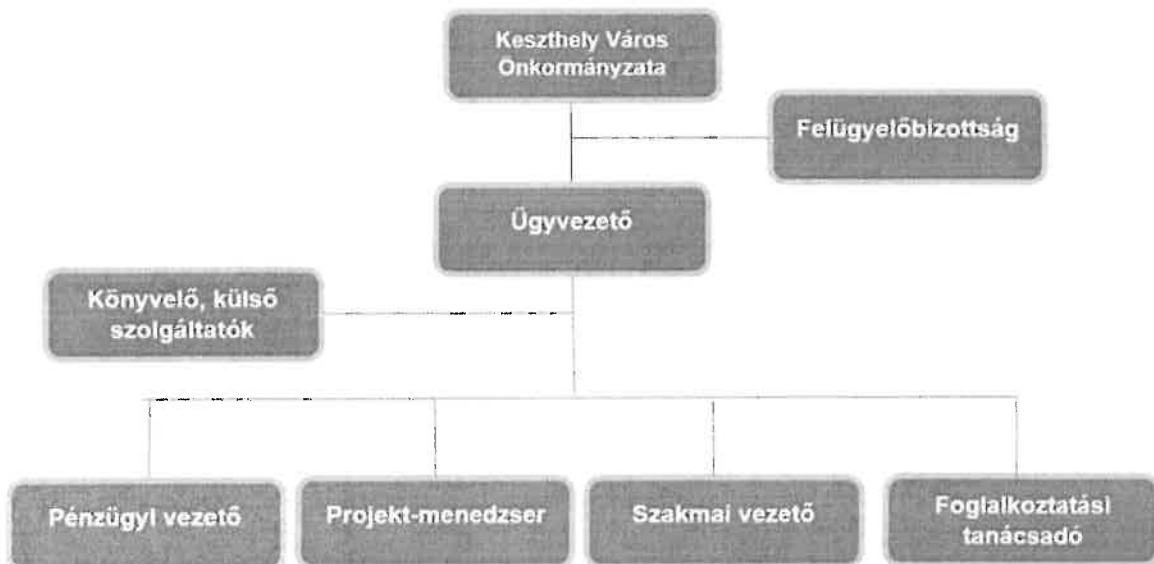 Keszthely Város
Önkormányzata
Felügyelőbizottság
Ügyvezető
Könyvelő, külső
szolgáltatók
Pénzügyi vezető
Projekt-menedzser
Szakmai vezető
Foglalkoztatási
tanácsadó